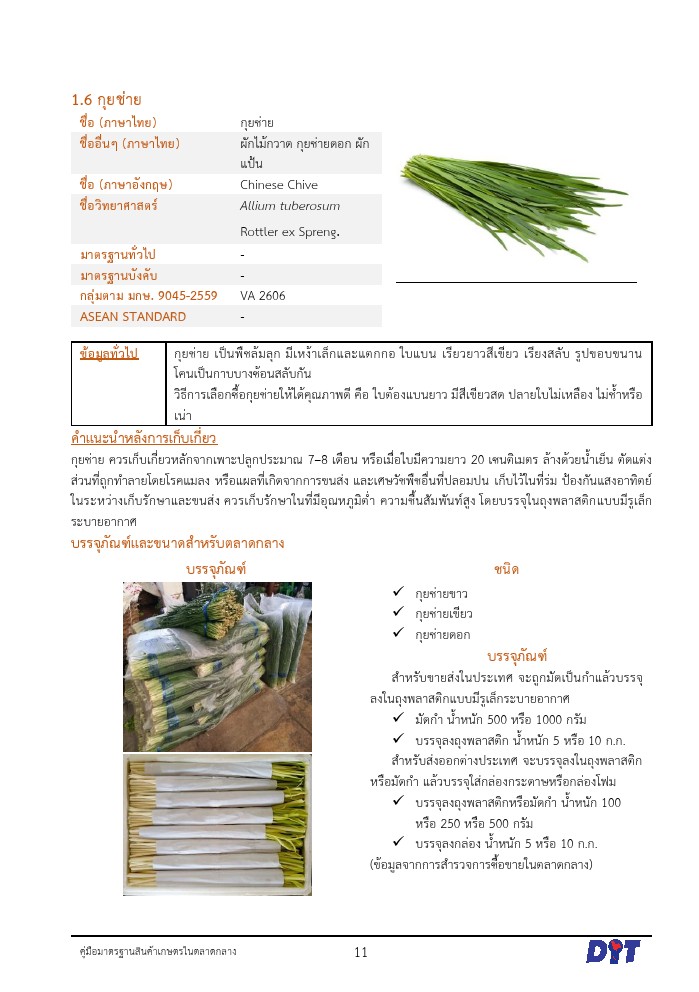 1.6 กุยช่าย
ชื่อ (ภาษาไทย) กุยช่าย
ชื่ออื่นๆ (ภาษาไทย) ผักไม้กวาด กุยช่ายดอก ผัก
แป้น
ชื่อ (ภาษาอังกฤษ) Chinese Chive
ชื่อวิทยาศาสตร์ Allium tuberosum
Rottler ex Spreng.
มาตรฐานทั่วไป -
มาตรฐานบังคับ -
กลุ่มตาม มกษ. 9045-2559 VA 2606
ASEAN STANDARD -
ข้อมูลทั่วไป กุยช่าย เป็นพืชล้มลุก มีเหง้าเล็กและแตกกอ ใบแบน เรียวยาวสีเขียว เรียงสลับ รูปขอบขนาน
โคนเป็นกาบบางซ้อนสลับกัน
วิธีการเลือกซื้อกุยช่ายให้ได้คุณภาพดี คือ ใบต้องแบนยาว มีสีเขียวสด ปลายใบไม่เหลือง ไม่ช้ำหรือ
เน่า
คำแนะนำหลังการเก็บเกี่ยว
กุยช่าย ควรเก็บเกี่ยวหลักจากเพาะปลูกประมาณ 7–8 เดือน หรือเมื่อใบมีความยาว 20 เซนติเมตร ล้างด้วยน้ำเย็น ตัดแต่ง
ส่วนที่ถูกทำลายโดยโรคแมลง หรือแผลที่เกิดจากการขนส่ง และเศษวัชพืชอื่นที่ปลอมปน เก็บไว้ในที่ร่ม ป้องกันแสงอาทิตย์
ในระหว่างเก็บรักษาและขนส่ง ควรเก็บรักษาในที่มีอุณหภูมิต่ำ ความชื้นสัมพันท์สูง โดยบรรจุในถุงพลาสติกแบบมีรูเล็ก
ระบายอากาศ
บรรจุภัณฑ์และขนาดสำหรับตลาดกลาง
บรรจุภัณฑ์
ชนิด
✓ กุยช่ายขาว
✓ กุยช่ายเขียว
✓ กุยช่ายดอก
บรรจุภัณฑ์
สำหรับขายส่งในประเทศ จะถูกมัดเป็นกำแล้วบรรจุ
ลงในถุงพลาสติกแบบมีรูเล็กระบายอากาศ
✓ มัดกำ น้ำหนัก 500 หรือ 1000 กรัม
✓ บรรจุลงถุงพลาสติก น้ำหนัก 5 หรือ 10 ก.ก.
สำหรับส่งออกต่างประเทศ จะบรรจุลงในถุงพลาสติก
หรือมัดกำ แล้วบรรจุใส่กล่องกระดาษหรือกล่องโฟม
✓ บรรจุลงถุงพลาสติกหรือมัดกำ น้ำหนัก 100
หรือ 250 หรือ 500 กรัม
✓ บรรจุลงกล่อง น้ำหนัก 5 หรือ 10 ก.ก.
(ข้อมูลจากการสำรวจการซื้อขายในตลาดกลาง)
คู่มือมาตรฐานสินค้าเกษตรในตลาดกลาง 11 DIT